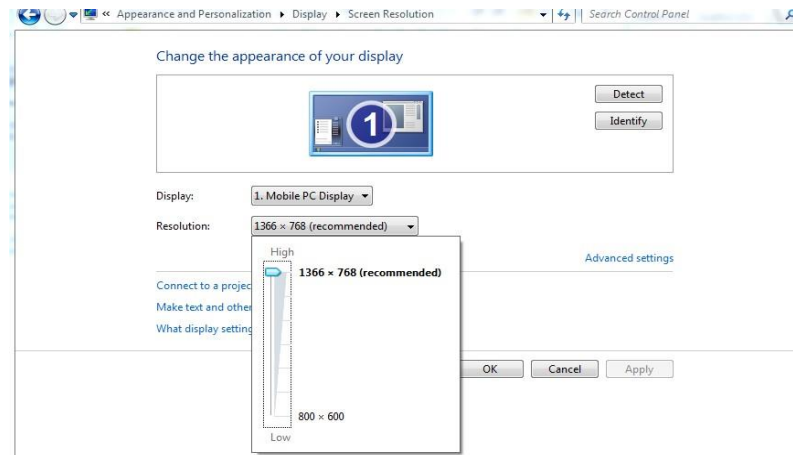 « Appearance and Personalization ▸ Display ▸ Screen Resolution
Search Control Panel
Change the appearance of your display
1
Detect
Identify
Display:
1. Mobile PC Display
Resolution:
1366 × 768 (recommended)
High
1366 × 768 (recommended)
Advanced settings
Connect to a projec
Make text and othe
What display setting
800 × 600
Low
OK
Cancel
Apply